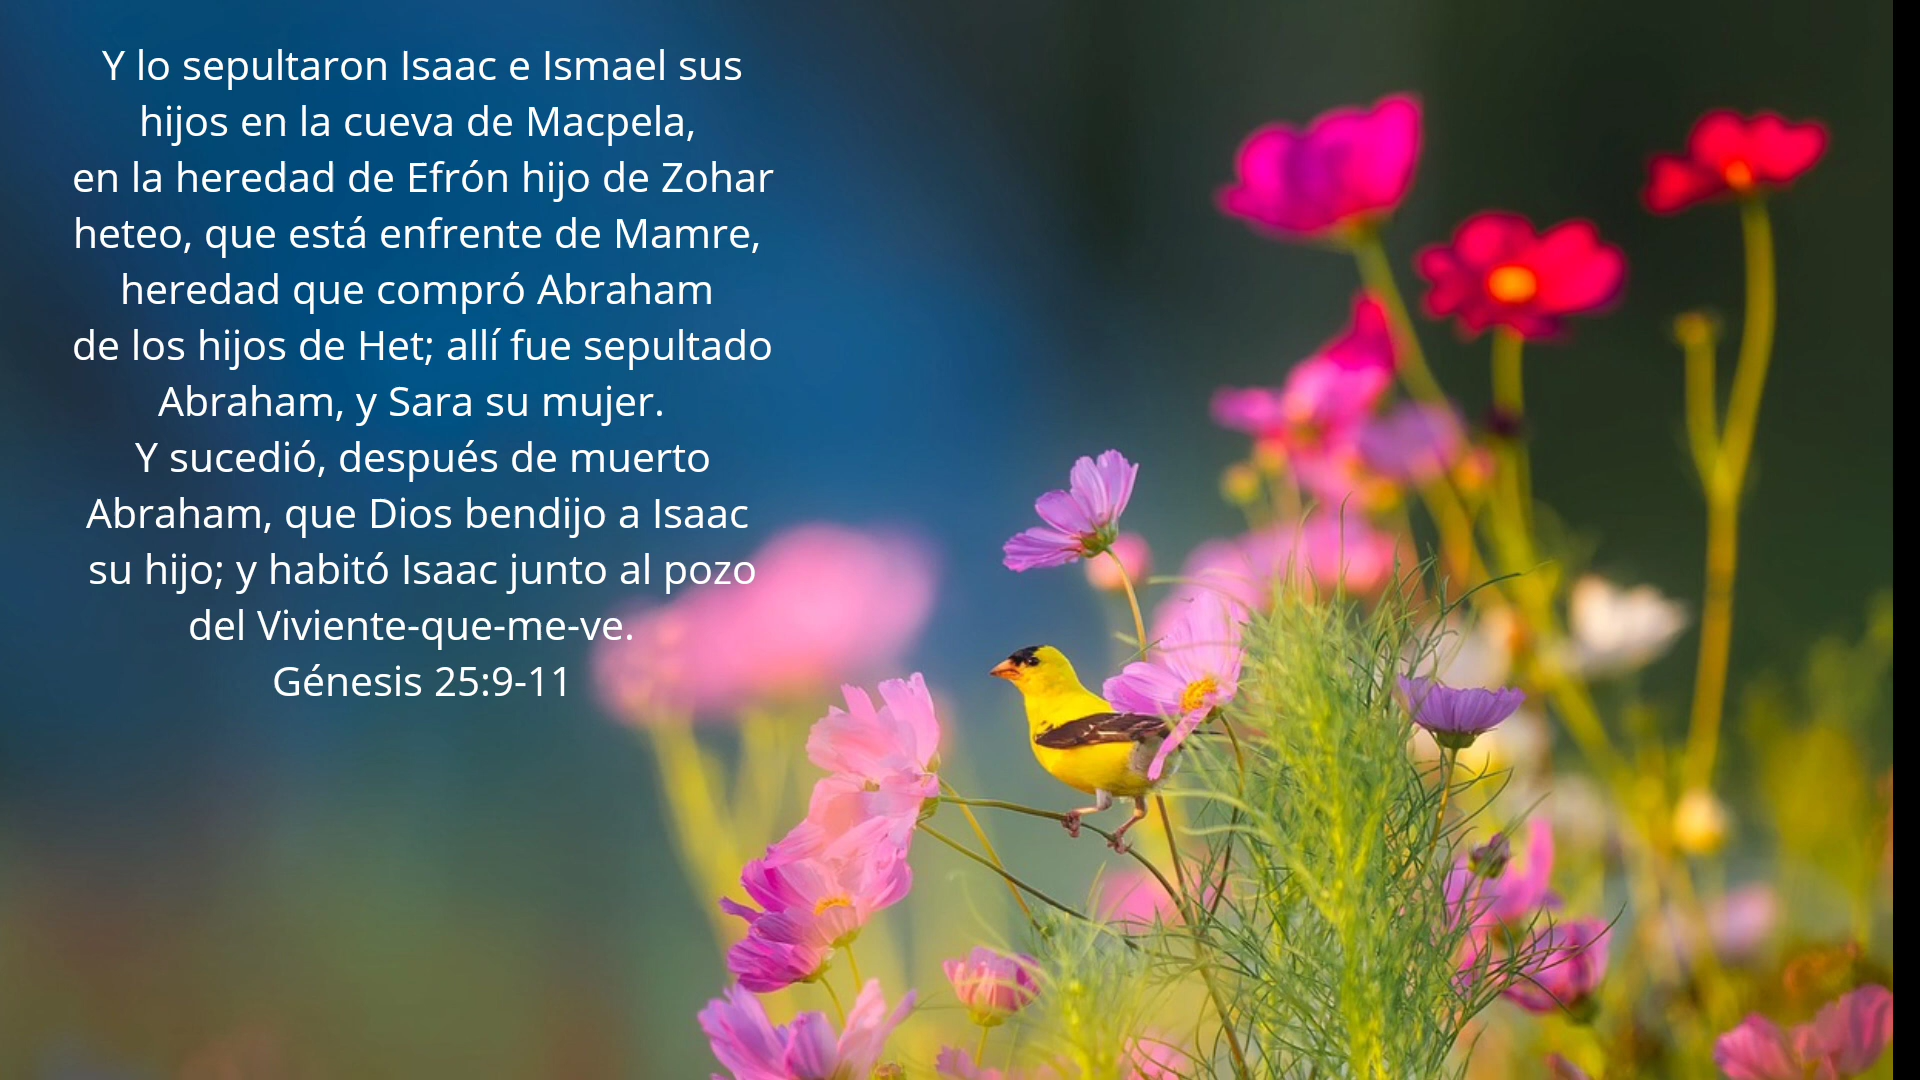 Y lo sepultaron Isaac e Ismael sus
hijos en la cueva de Macpela,
en la heredad de Efrón hijo de Zohar
heteo, que está enfrente de Mamre,
heredad que compró Abraham
de los hijos de Het; allí fue sepultado
Abraham, y Sara su mujer.
Y sucedió, después de muerto
Abraham, que Dios bendijo a Isaac
su hijo; y habitó Isaac junto al pozo
del Viviente-que-me-ve.
Génesis 25:9-11